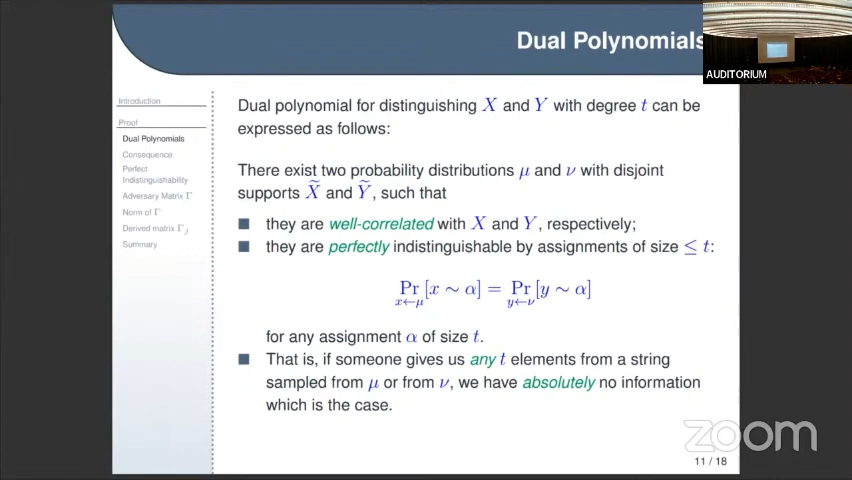 Dual Polynomials
AUDITORIUM
Introduction
Proof
Dual Polynomials
Consequence
Perfect
Indistinguishability
Adversary Matrix Γ
Norm of Γ
Derived matrix Γⱼ
Summary
Dual polynomial for distinguishing X and Y with degree t can be
expressed as follows:
There exist two probability distributions μ and ν with disjoint
supports X̃ and Ỹ, such that
■ they are well-correlated with X and Y, respectively;
■ they are perfectly indistinguishable by assignments of size ≤ t:
Pr[x ∼ α] = Pr[y ∼ α]
x←μ y←ν
for any assignment α of size t.
■ That is, if someone gives us any t elements from a string
sampled from μ or from ν, we have absolutely no information
which is the case.
zoom
11 / 18